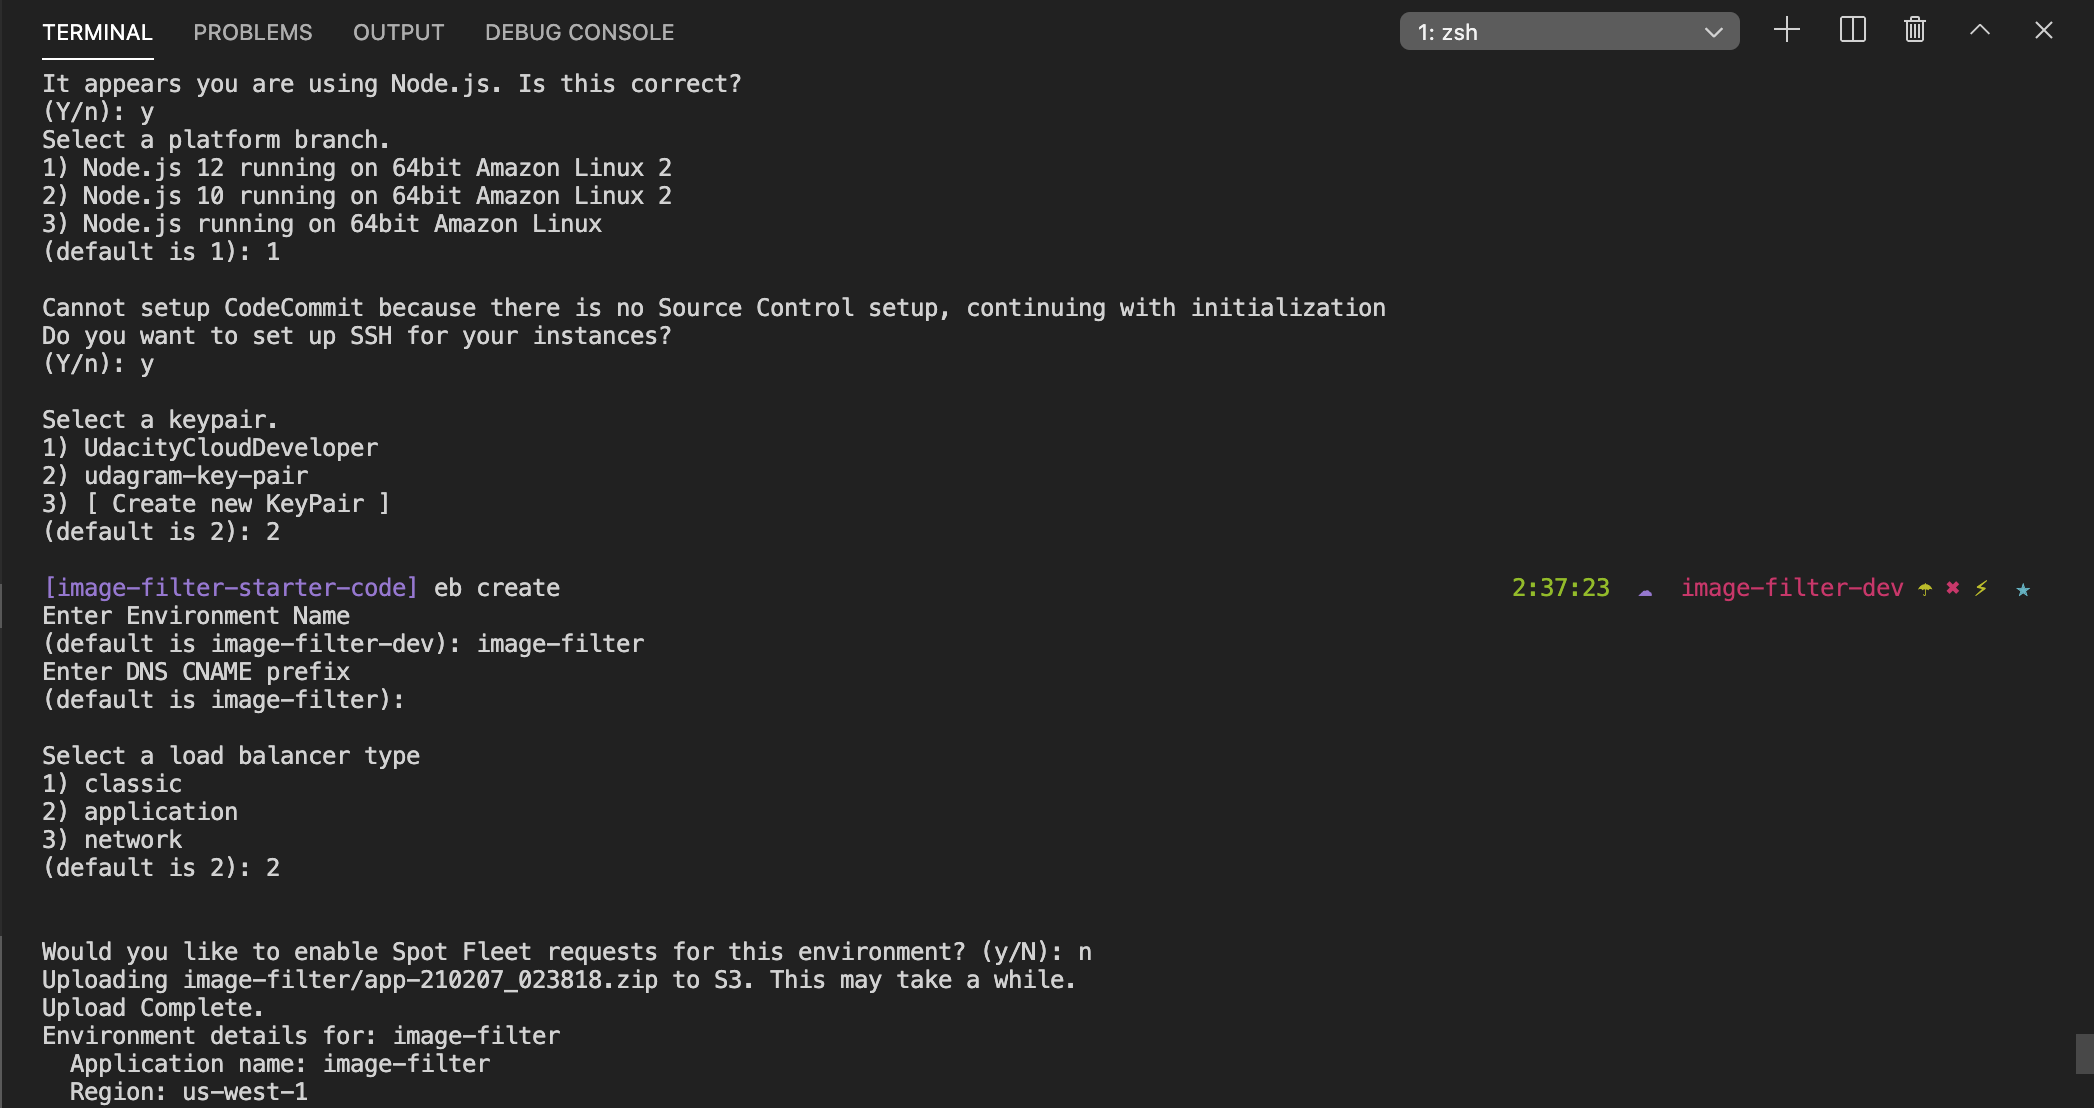 TERMINAL PROBLEMS OUTPUT DEBUG CONSOLE 1: zsh
It appears you are using Node.js. Is this correct?
(Y/n): y
Select a platform branch.
1) Node.js 12 running on 64bit Amazon Linux 2
2) Node.js 10 running on 64bit Amazon Linux 2
3) Node.js running on 64bit Amazon Linux
(default is 1): 1
Cannot setup CodeCommit because there is no Source Control setup, continuing with initialization
Do you want to set up SSH for your instances?
(Y/n): y
Select a keypair.
1) UdacityCloudDeveloper
2) udagram-key-pair
3) [ Create new KeyPair ]
(default is 2): 2
[image-filter-starter-code] eb create 2:37:23 ☁ image-filter-dev ☂ ✖ ⚡ ★
Enter Environment Name
(default is image-filter-dev): image-filter
Enter DNS CNAME prefix
(default is image-filter):
Select a load balancer type
1) classic
2) application
3) network
(default is 2): 2
Would you like to enable Spot Fleet requests for this environment? (y/N): n
Uploading image-filter/app-210207_023818.zip to S3. This may take a while.
Upload Complete.
Environment details for: image-filter
Application name: image-filter
Region: us-west-1